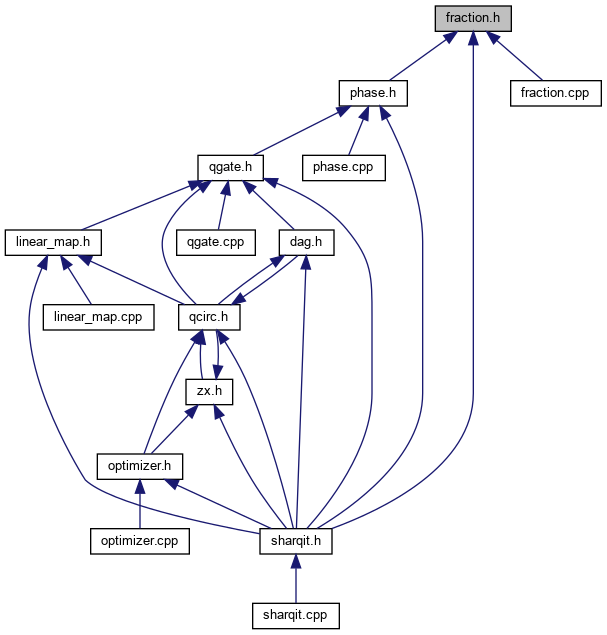 fraction.h
phase.h
fraction.cpp
qgate.h
phase.cpp
linear_map.h
qgate.cpp
dag.h
linear_map.cpp
qcirc.h
zx.h
optimizer.h
optimizer.cpp
sharqit.h
sharqit.cpp